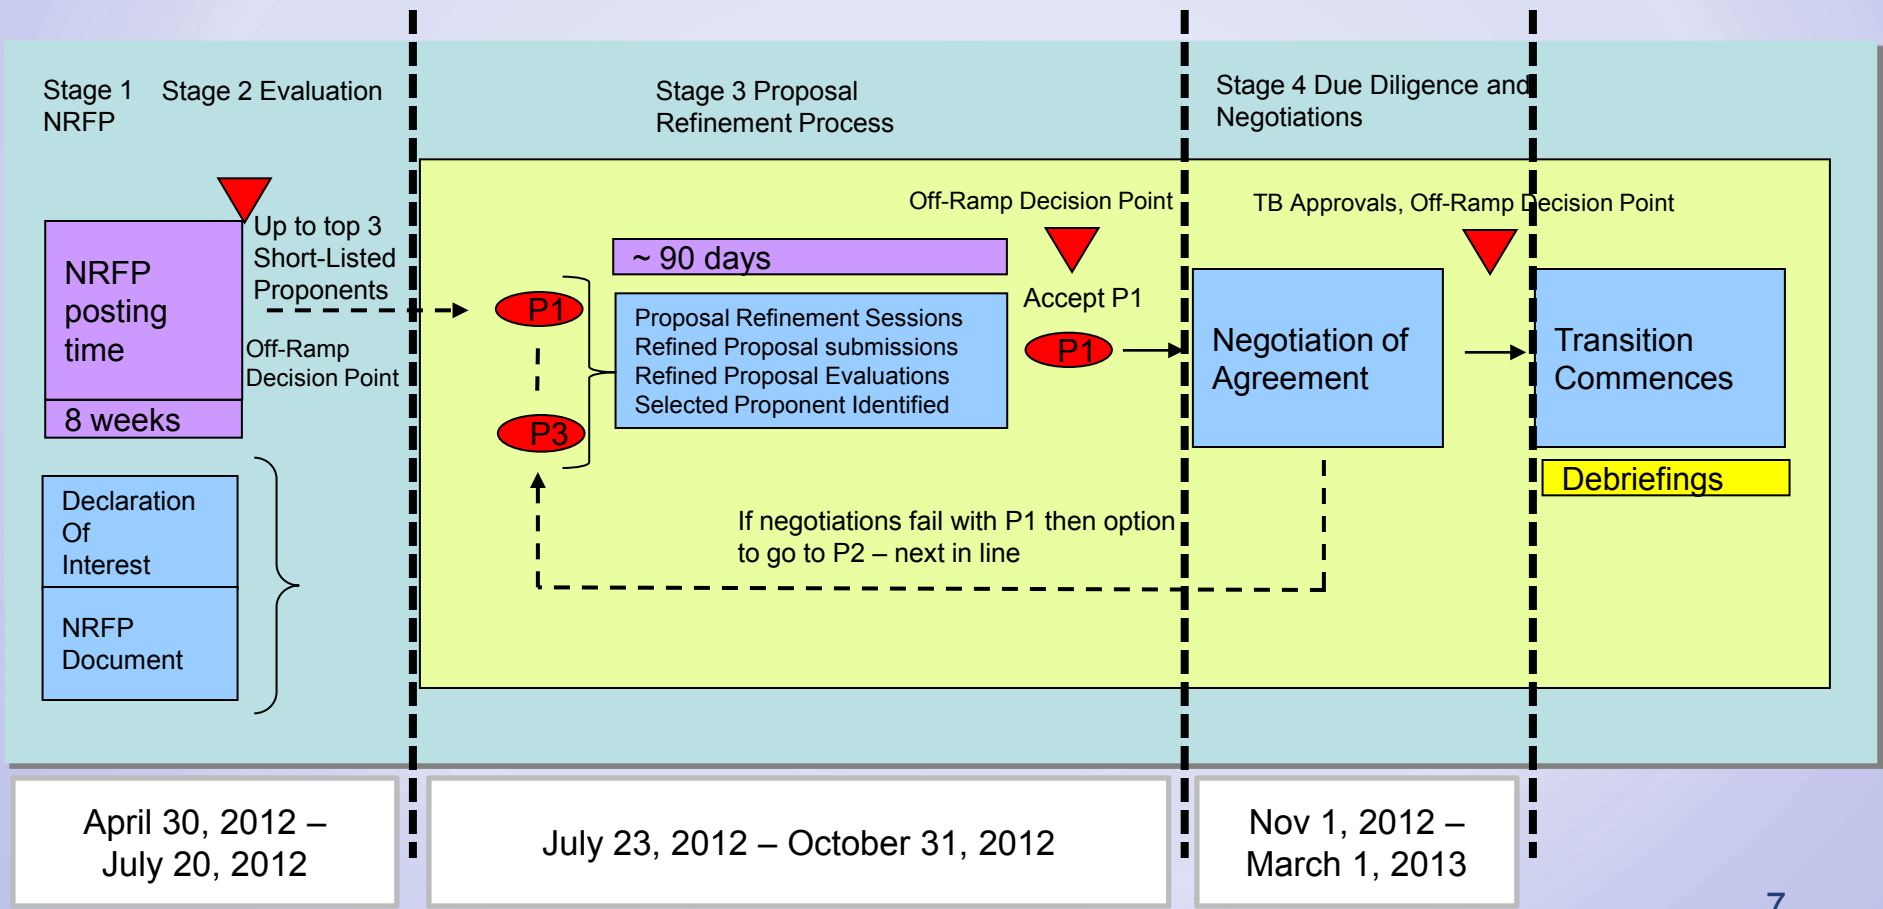 Stage 1
NRFP
Stage 2 Evaluation
Stage 3 Proposal
Refinement Process
Stage 4 Due Diligence and
Negotiations
NRFP
posting
time
8 weeks
Up to top 3
Short-Listed
Proponents
Off-Ramp
Decision Point
Declaration
Of
Interest
NRFP
Document
P1
P3
~ 90 days
Proposal Refinement Sessions
Refined Proposal submissions
Refined Proposal Evaluations
Selected Proponent Identified
Off-Ramp Decision Point
Accept P1
P1
If negotiations fail with P1 then option
to go to P2 – next in line
TB Approvals, Off-Ramp Decision Point
Negotiation of
Agreement
Transition
Commences
Debriefings
April 30, 2012 –
July 20, 2012
July 23, 2012 – October 31, 2012
Nov 1, 2012 –
March 1, 2013
7